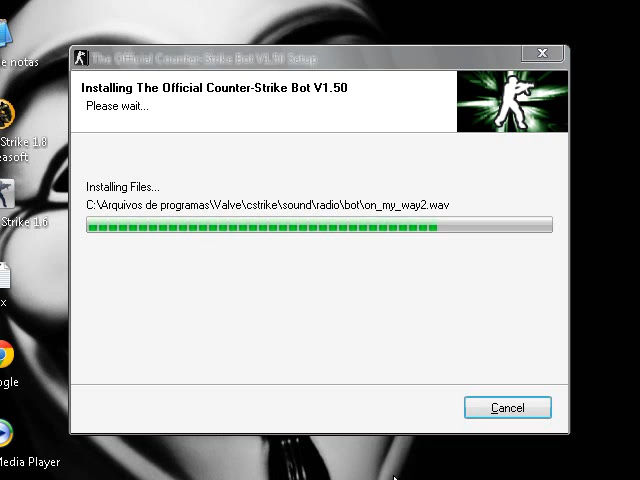 The Official Counter-Strike Bot V1.50 Setup
Installing The Official Counter-Strike Bot V1.50
Please wait...
Installing Files...
C:\Arquivos de programas\Valve\cstrike\sound\radio\bot\on_my_way2.wav
Cancel
e notas
Strike 1.8
easoft
Strike 1.6
x
ogle
Media Player